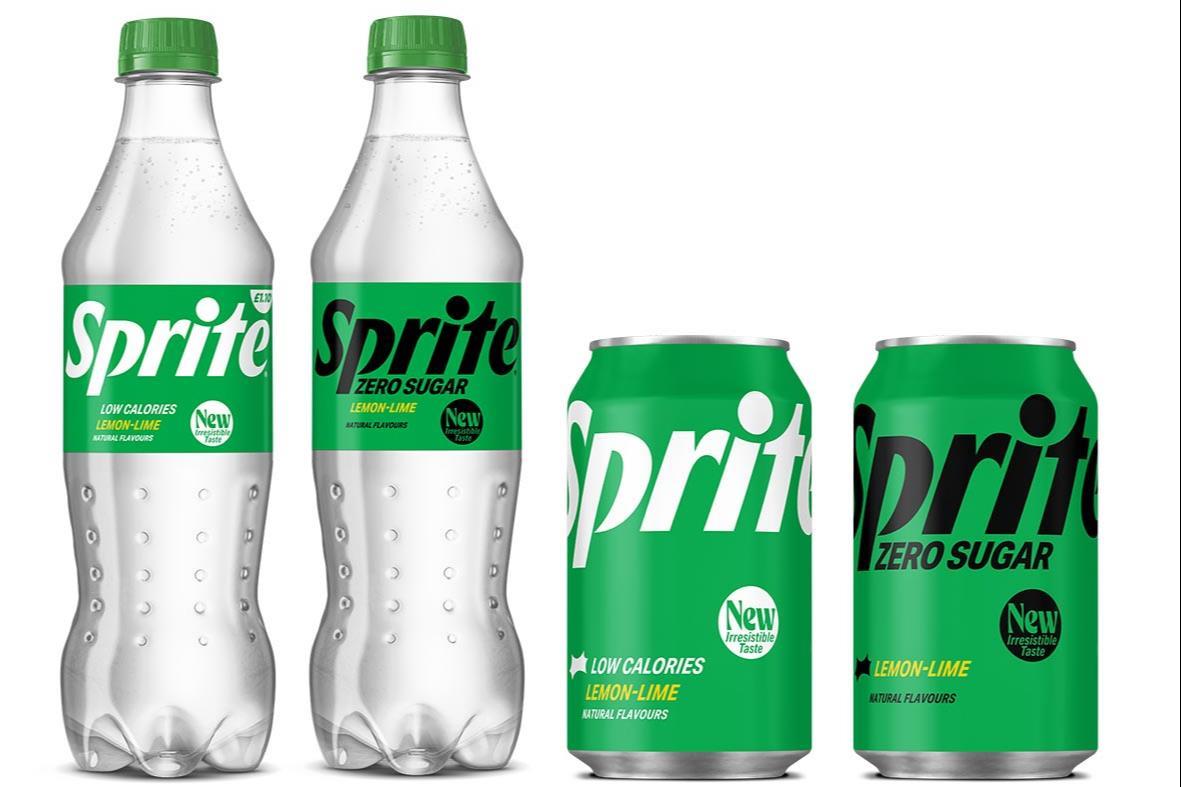 £1.10
Sprite
LOW CALORIES
LEMON-LIME
NATURAL FLAVOURS
New
Irresistible
Taste
Sprite
ZERO SUGAR
LEMON-LIME
NATURAL FLAVOURS
New
Irresistible
Taste
Sprite
New
Irresistible
Taste
LOW CALORIES
LEMON-LIME
NATURAL FLAVOURS
Sprite
ZERO SUGAR
New
Irresistible
Taste
LEMON-LIME
NATURAL FLAVOURS